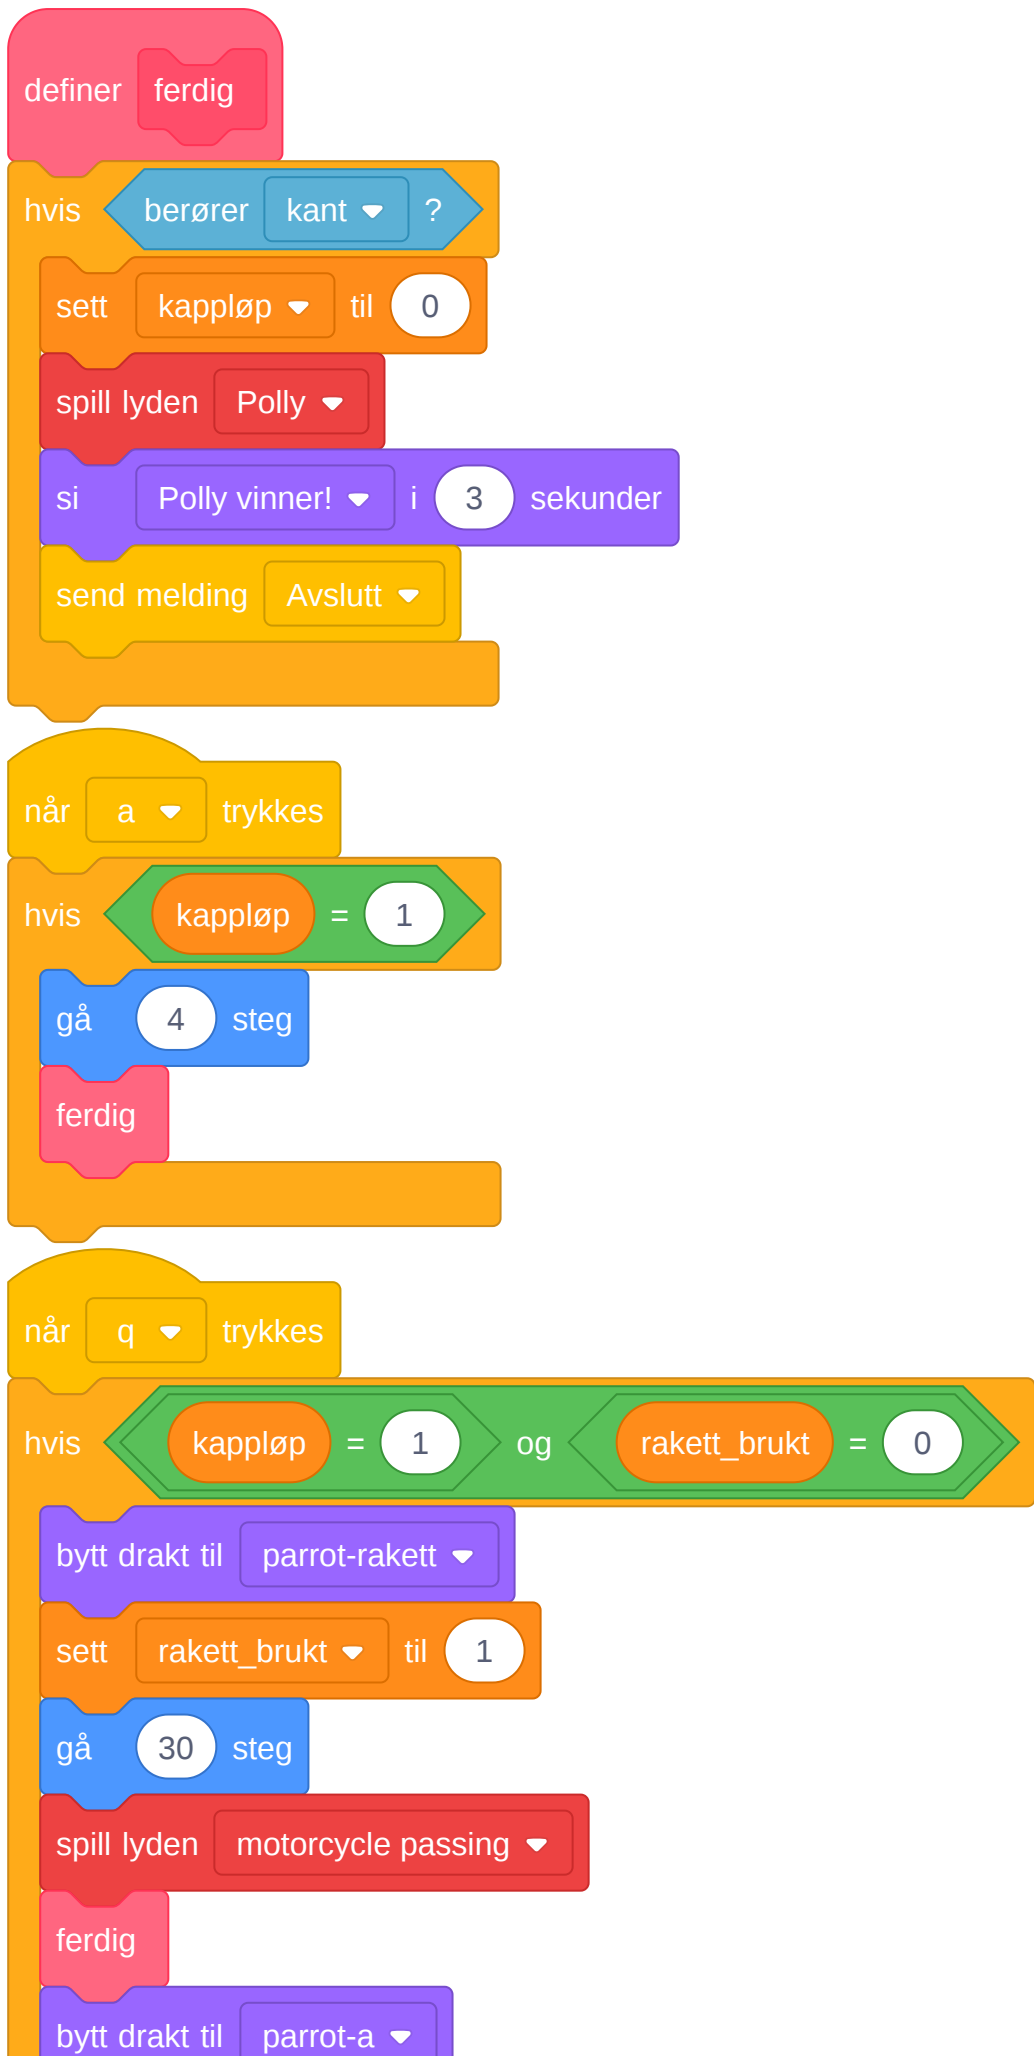 definer ferdig
hvis berører kant ?
sett kappløp til 0
spill lyden Polly
si Polly vinner! i 3 sekunder
send melding Avslutt
når a trykkes
hvis kappløp = 1
gå 4 steg
ferdig
når q trykkes
hvis kappløp = 1 og rakett_brukt = 0
bytt drakt til parrot-rakett
sett rakett_brukt til 1
gå 30 steg
spill lyden motorcycle passing
ferdig
bytt drakt til parrot-a